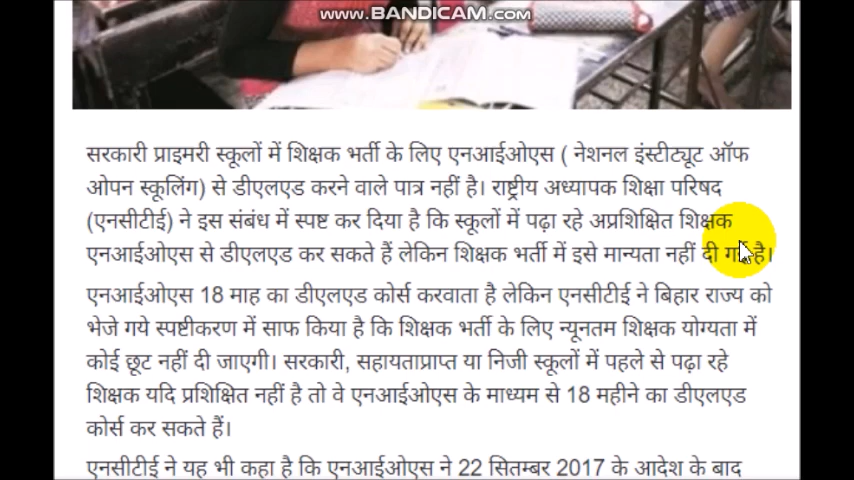 www.BANDICAM.com
सरकारी प्राइमरी स्कूलों में शिक्षक भर्ती के लिए एनआईओएस ( नेशनल इंस्टीट्यूट ऑफ
ओपन स्कूलिंग) से डीएलएड करने वाले पात्र नहीं है। राष्ट्रीय अध्यापक शिक्षा परिषद
(एनसीटीई) ने इस संबंध में स्पष्ट कर दिया है कि स्कूलों में पढ़ा रहे अप्रशिक्षित शिक्षक
एनआईओएस से डीएलएड कर सकते हैं लेकिन शिक्षक भर्ती में इसे मान्यता नहीं दी गई है।
एनआईओएस 18 माह का डीएलएड कोर्स करवाता है लेकिन एनसीटीई ने बिहार राज्य को
भेजे गये स्पष्टीकरण में साफ किया है कि शिक्षक भर्ती के लिए न्यूनतम शिक्षक योग्यता में
कोई छूट नहीं दी जाएगी। सरकारी, सहायताप्राप्त या निजी स्कूलों में पहले से पढ़ा रहे
शिक्षक यदि प्रशिक्षित नहीं है तो वे एनआईओएस के माध्यम से 18 महीने का डीएलएड
कोर्स कर सकते हैं।
एनसीटीई ने यह भी कहा है कि एनआईओएस ने 22 सितम्बर 2017 के आदेश के बाद